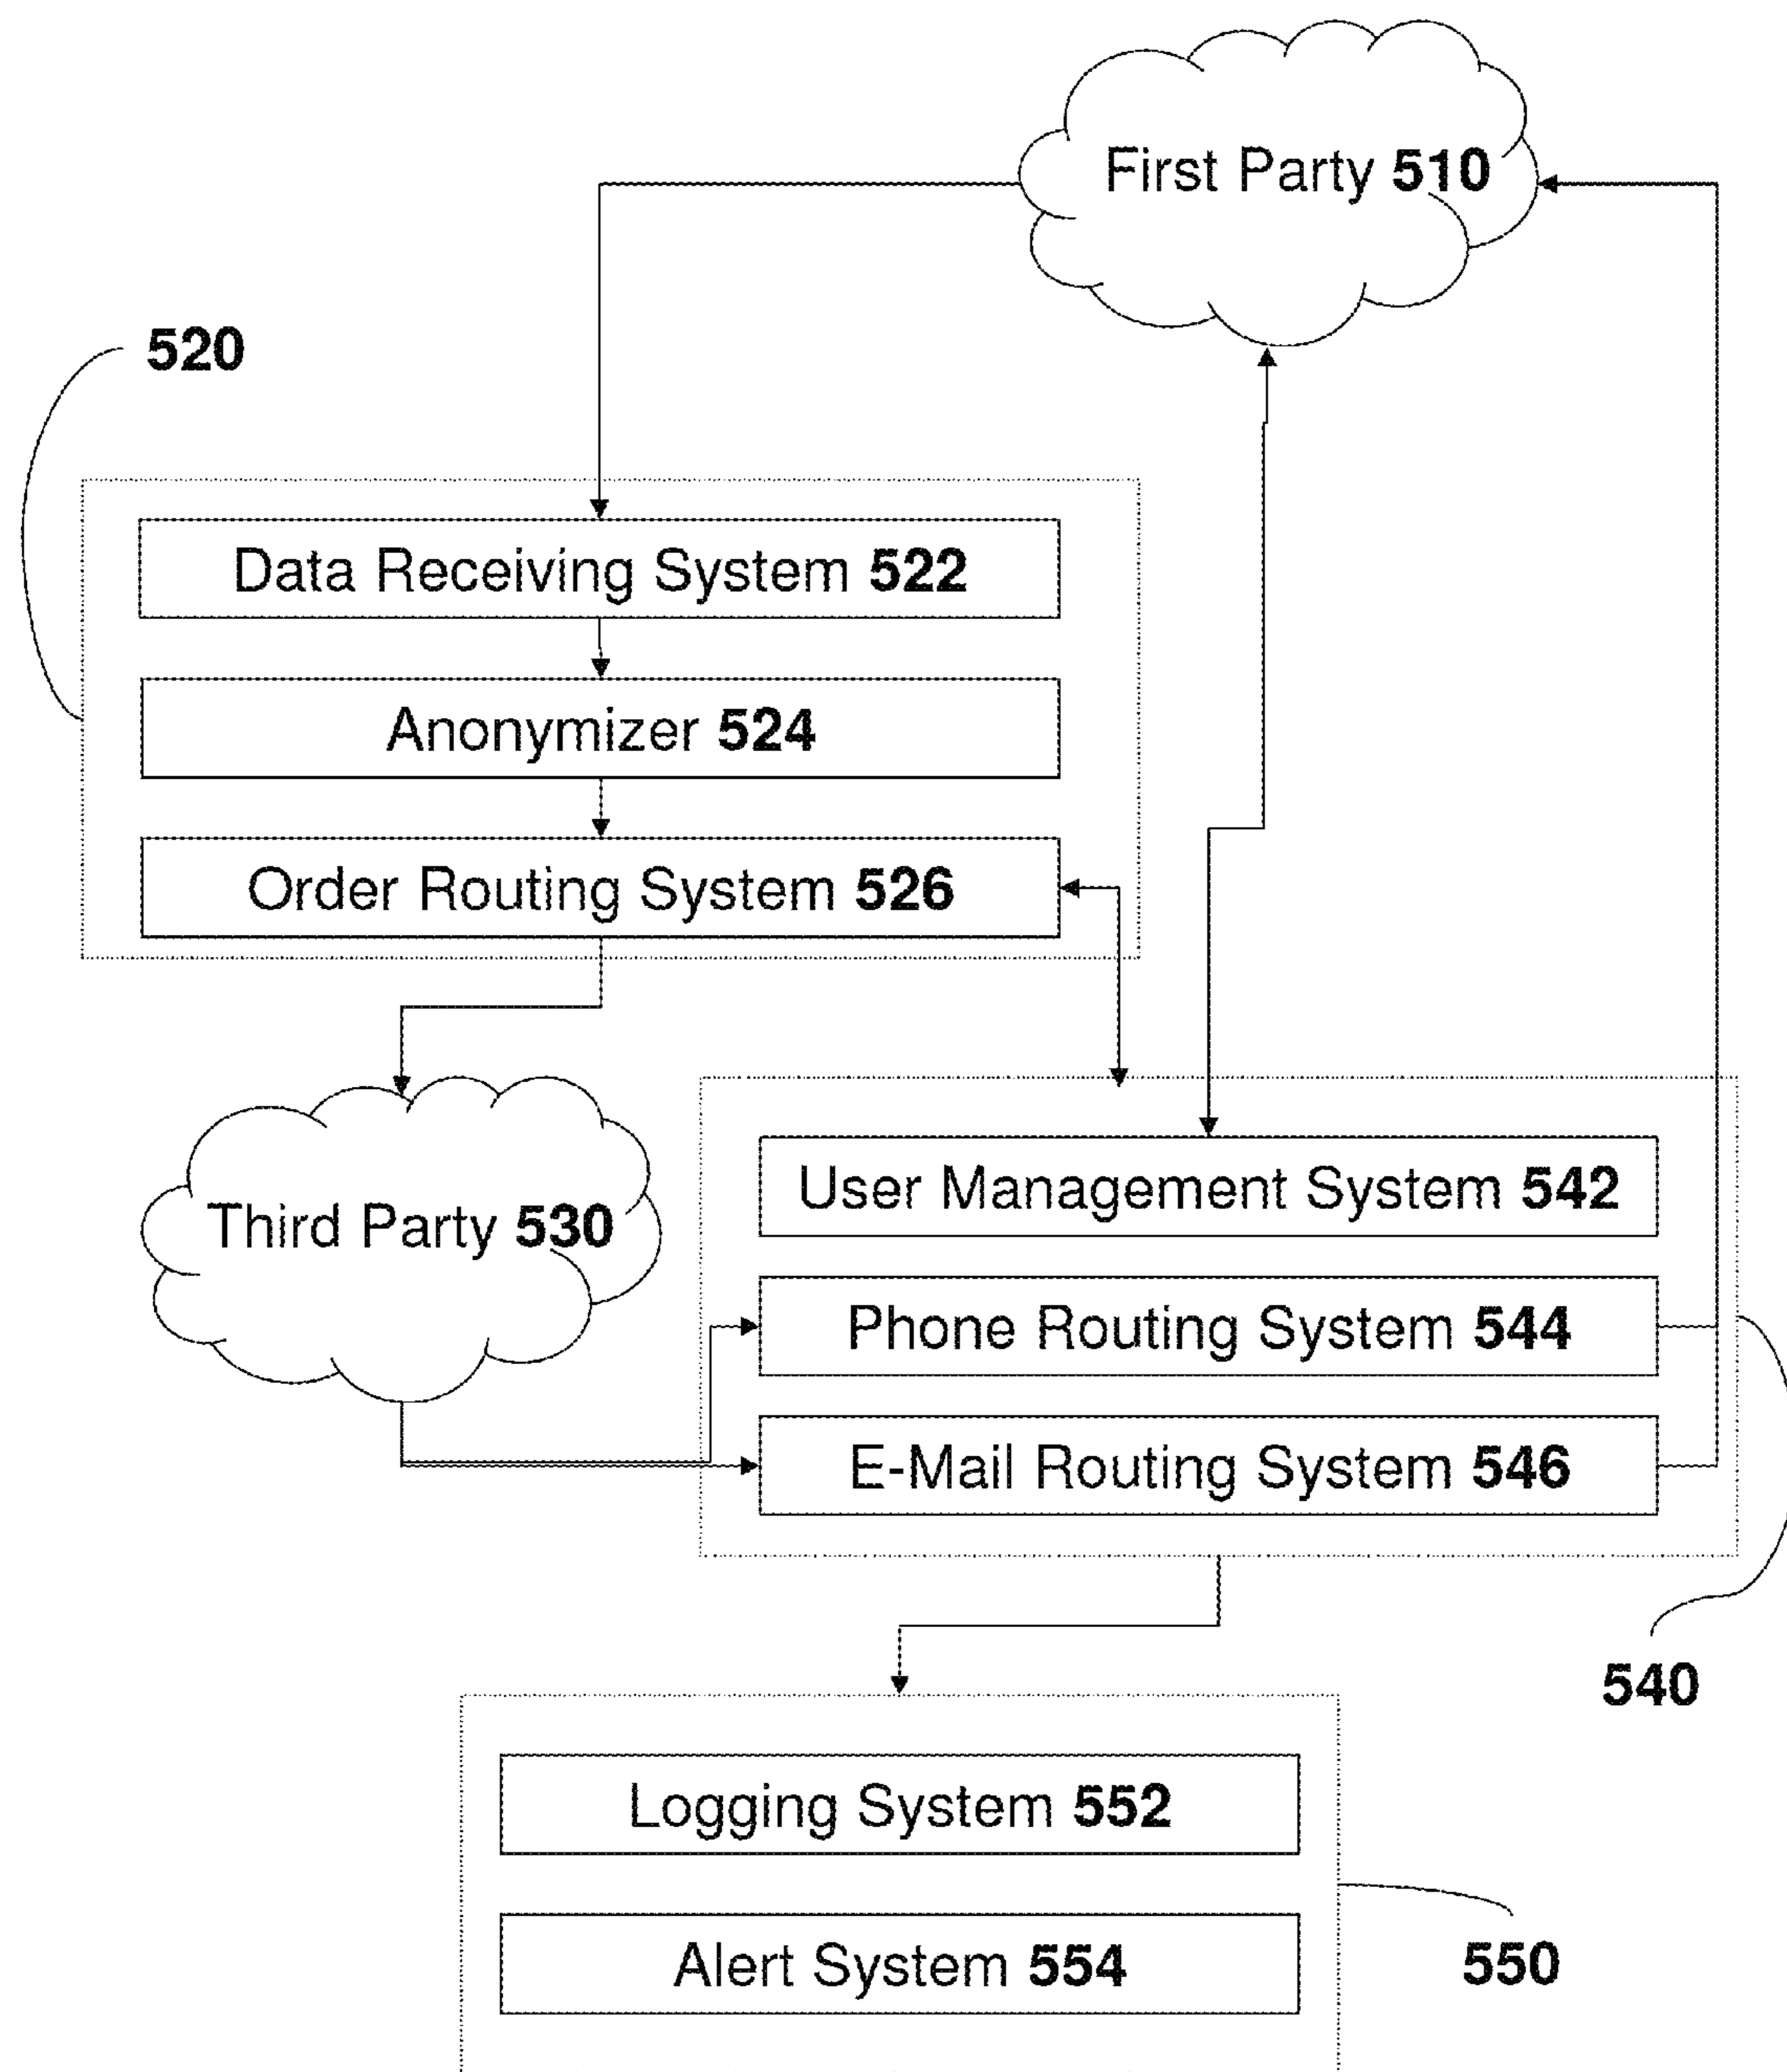 First Party 510
520
Data Receiving System 522
Anonymizer 524
Order Routing System 526
Third Party 530
User Management System 542
Phone Routing System 544
E-Mail Routing System 546
540
Logging System 552
Alert System 554
550